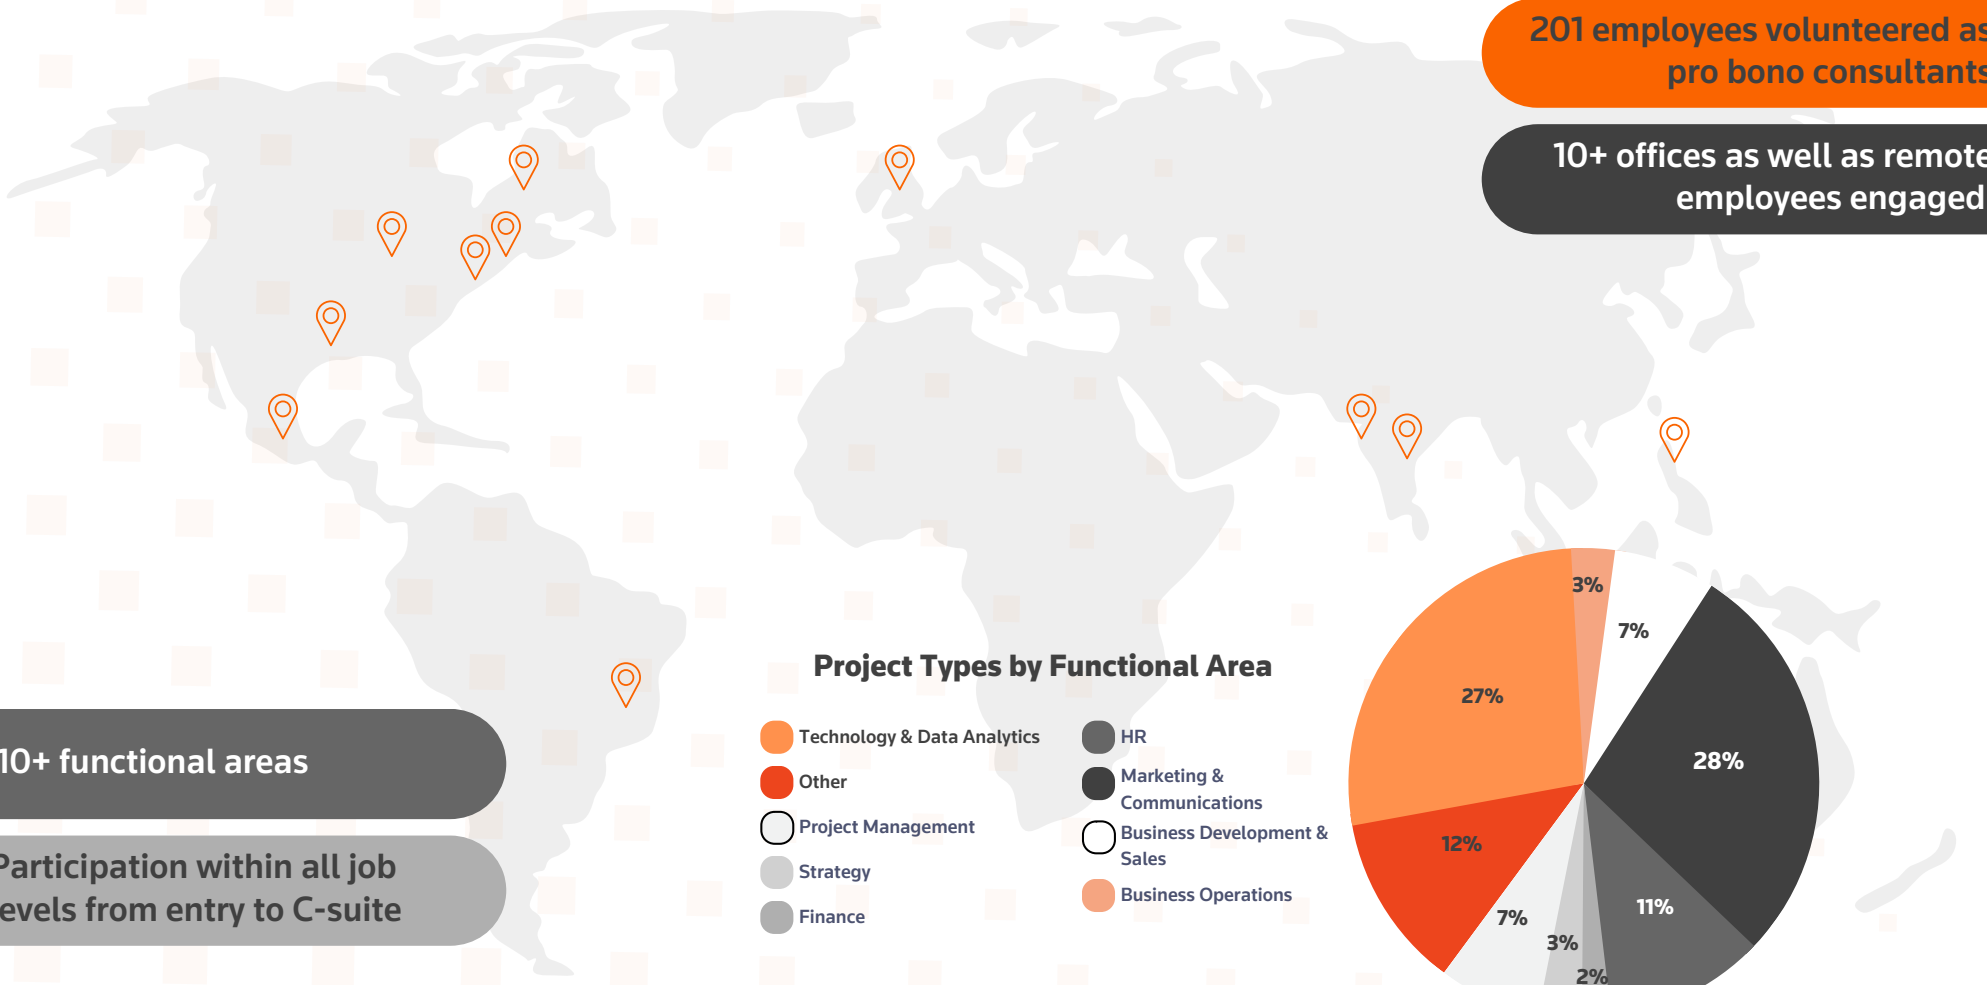 201 employees volunteered as
pro bono consultants
10+ offices as well as remote
employees engaged
10+ functional areas
Participation within all job
evels from entry to C-suite
Project Types by Functional Area
Technology & Data Analytics
Other
Project Management
Strategy
Finance
HR
Marketing &
Communications
Business Development &
Sales
Business Operations
3%
7%
27%
28%
12%
11%
7%
3%
2%